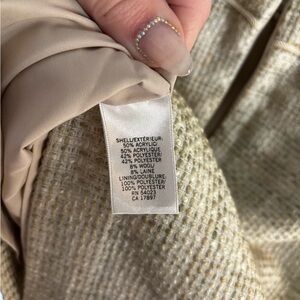 SHELL/EXTÉRIEUR:
50% ACRYLIC/
50% ACRYLIQUE
42% POLYESTER/
42% POLYESTER
8% WOOL/
8% LAINE
LINING/DOUBLURE:
100% POLYESTER/
100% POLYESTER
RN 54023
CA 17897